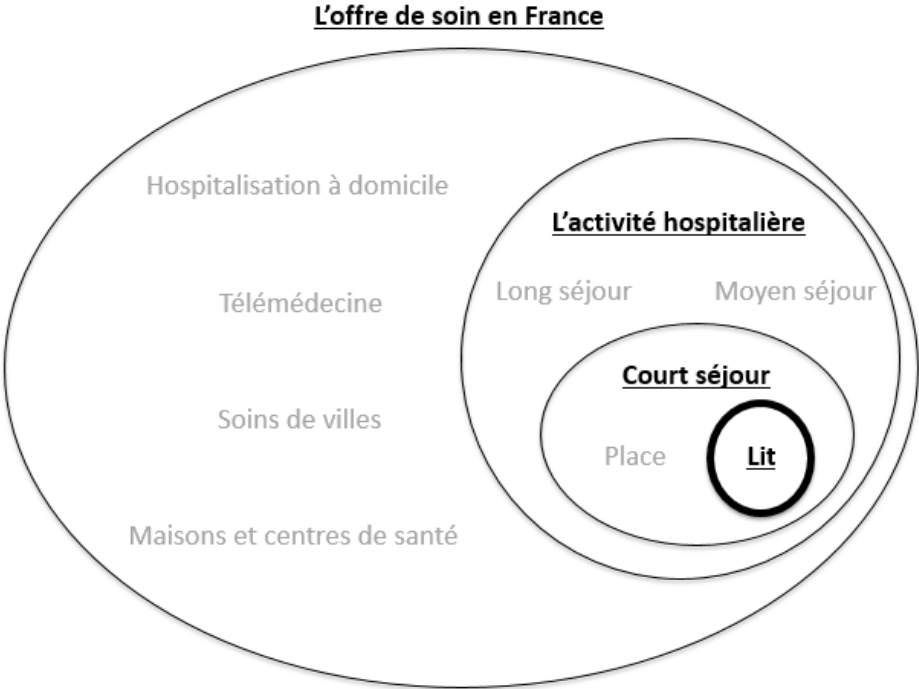 L’offre de soin en France
Hospitalisation à domicile
L’activité hospitalière
Long séjour
Moyen séjour
Télémédecine
Court séjour
Soins de villes
Place
Lit
Maisons et centres de santé